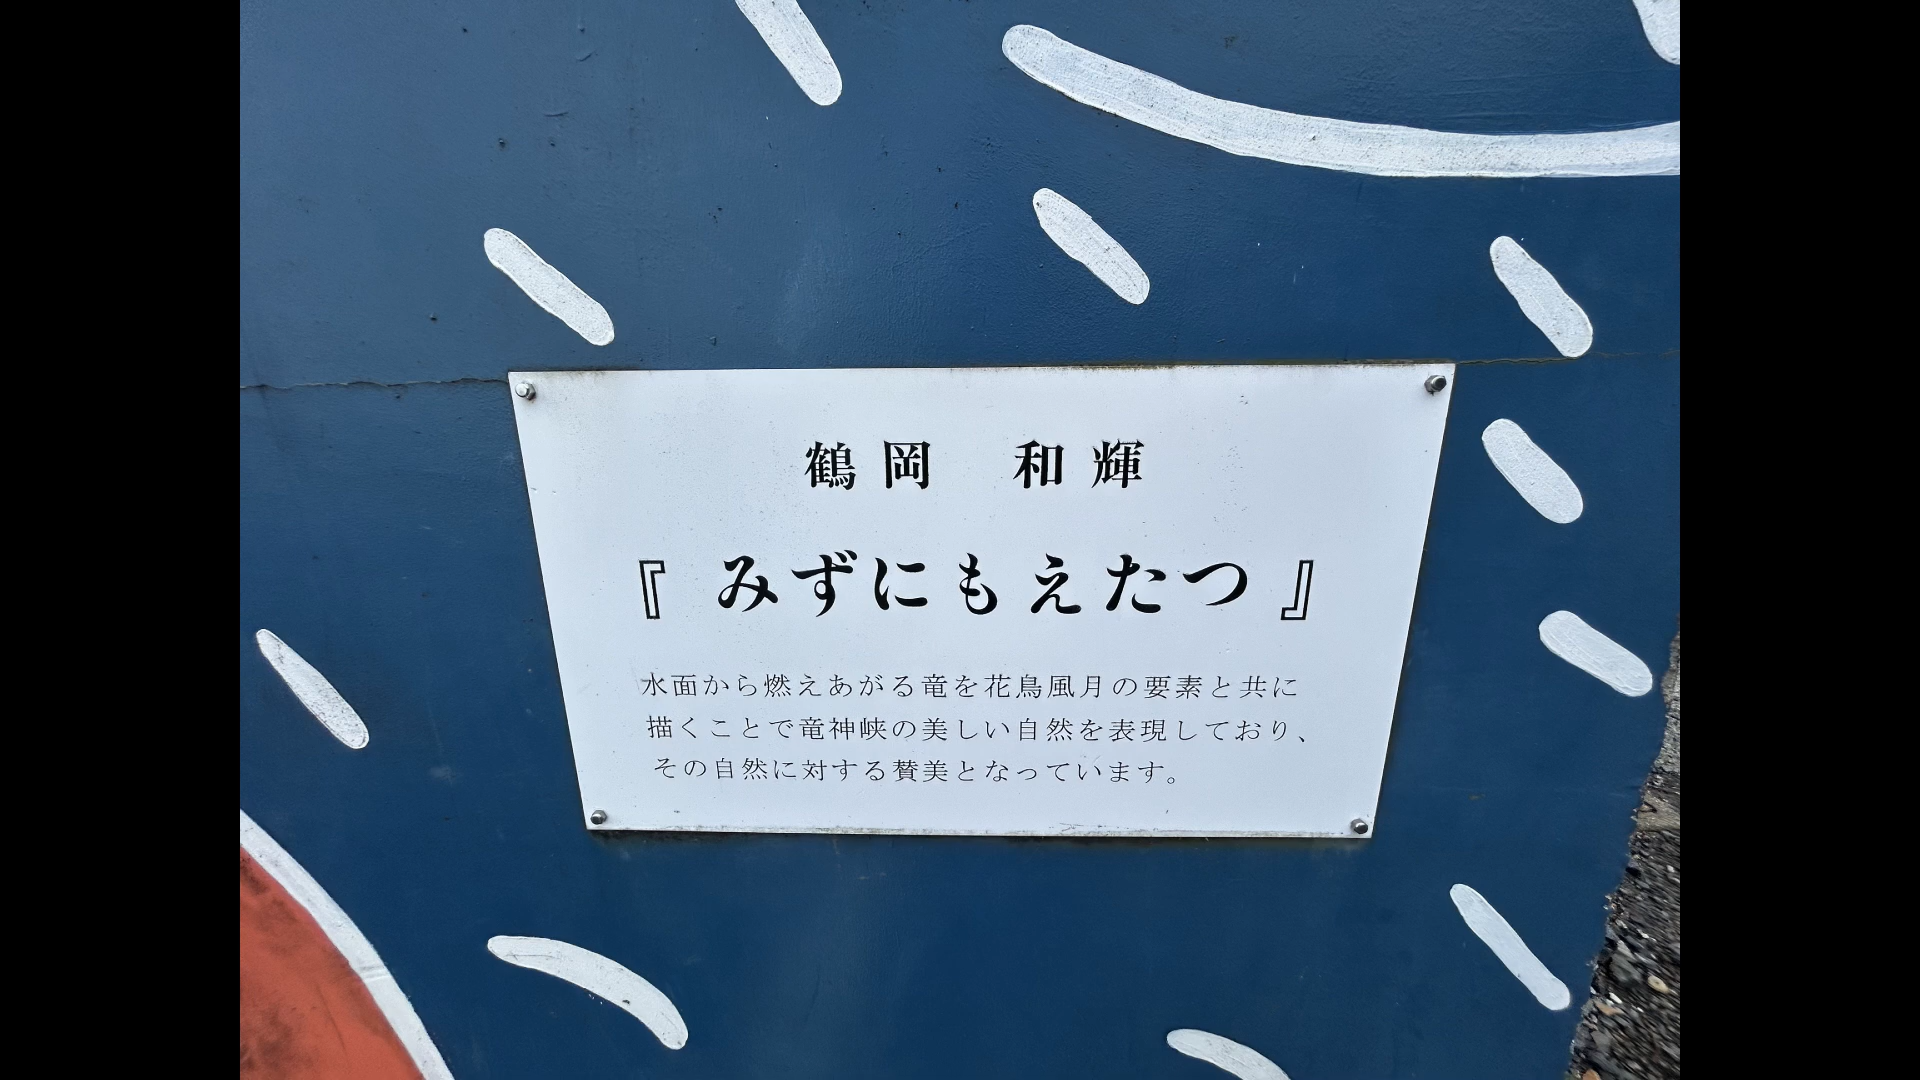 鶴岡 和輝
『みずにもえたつ』
水面から燃えあがる竜を花鳥風月の要素と共に
描くことで竜神峡の美しい自然を表現しており、
その自然に対する賛美となっています。